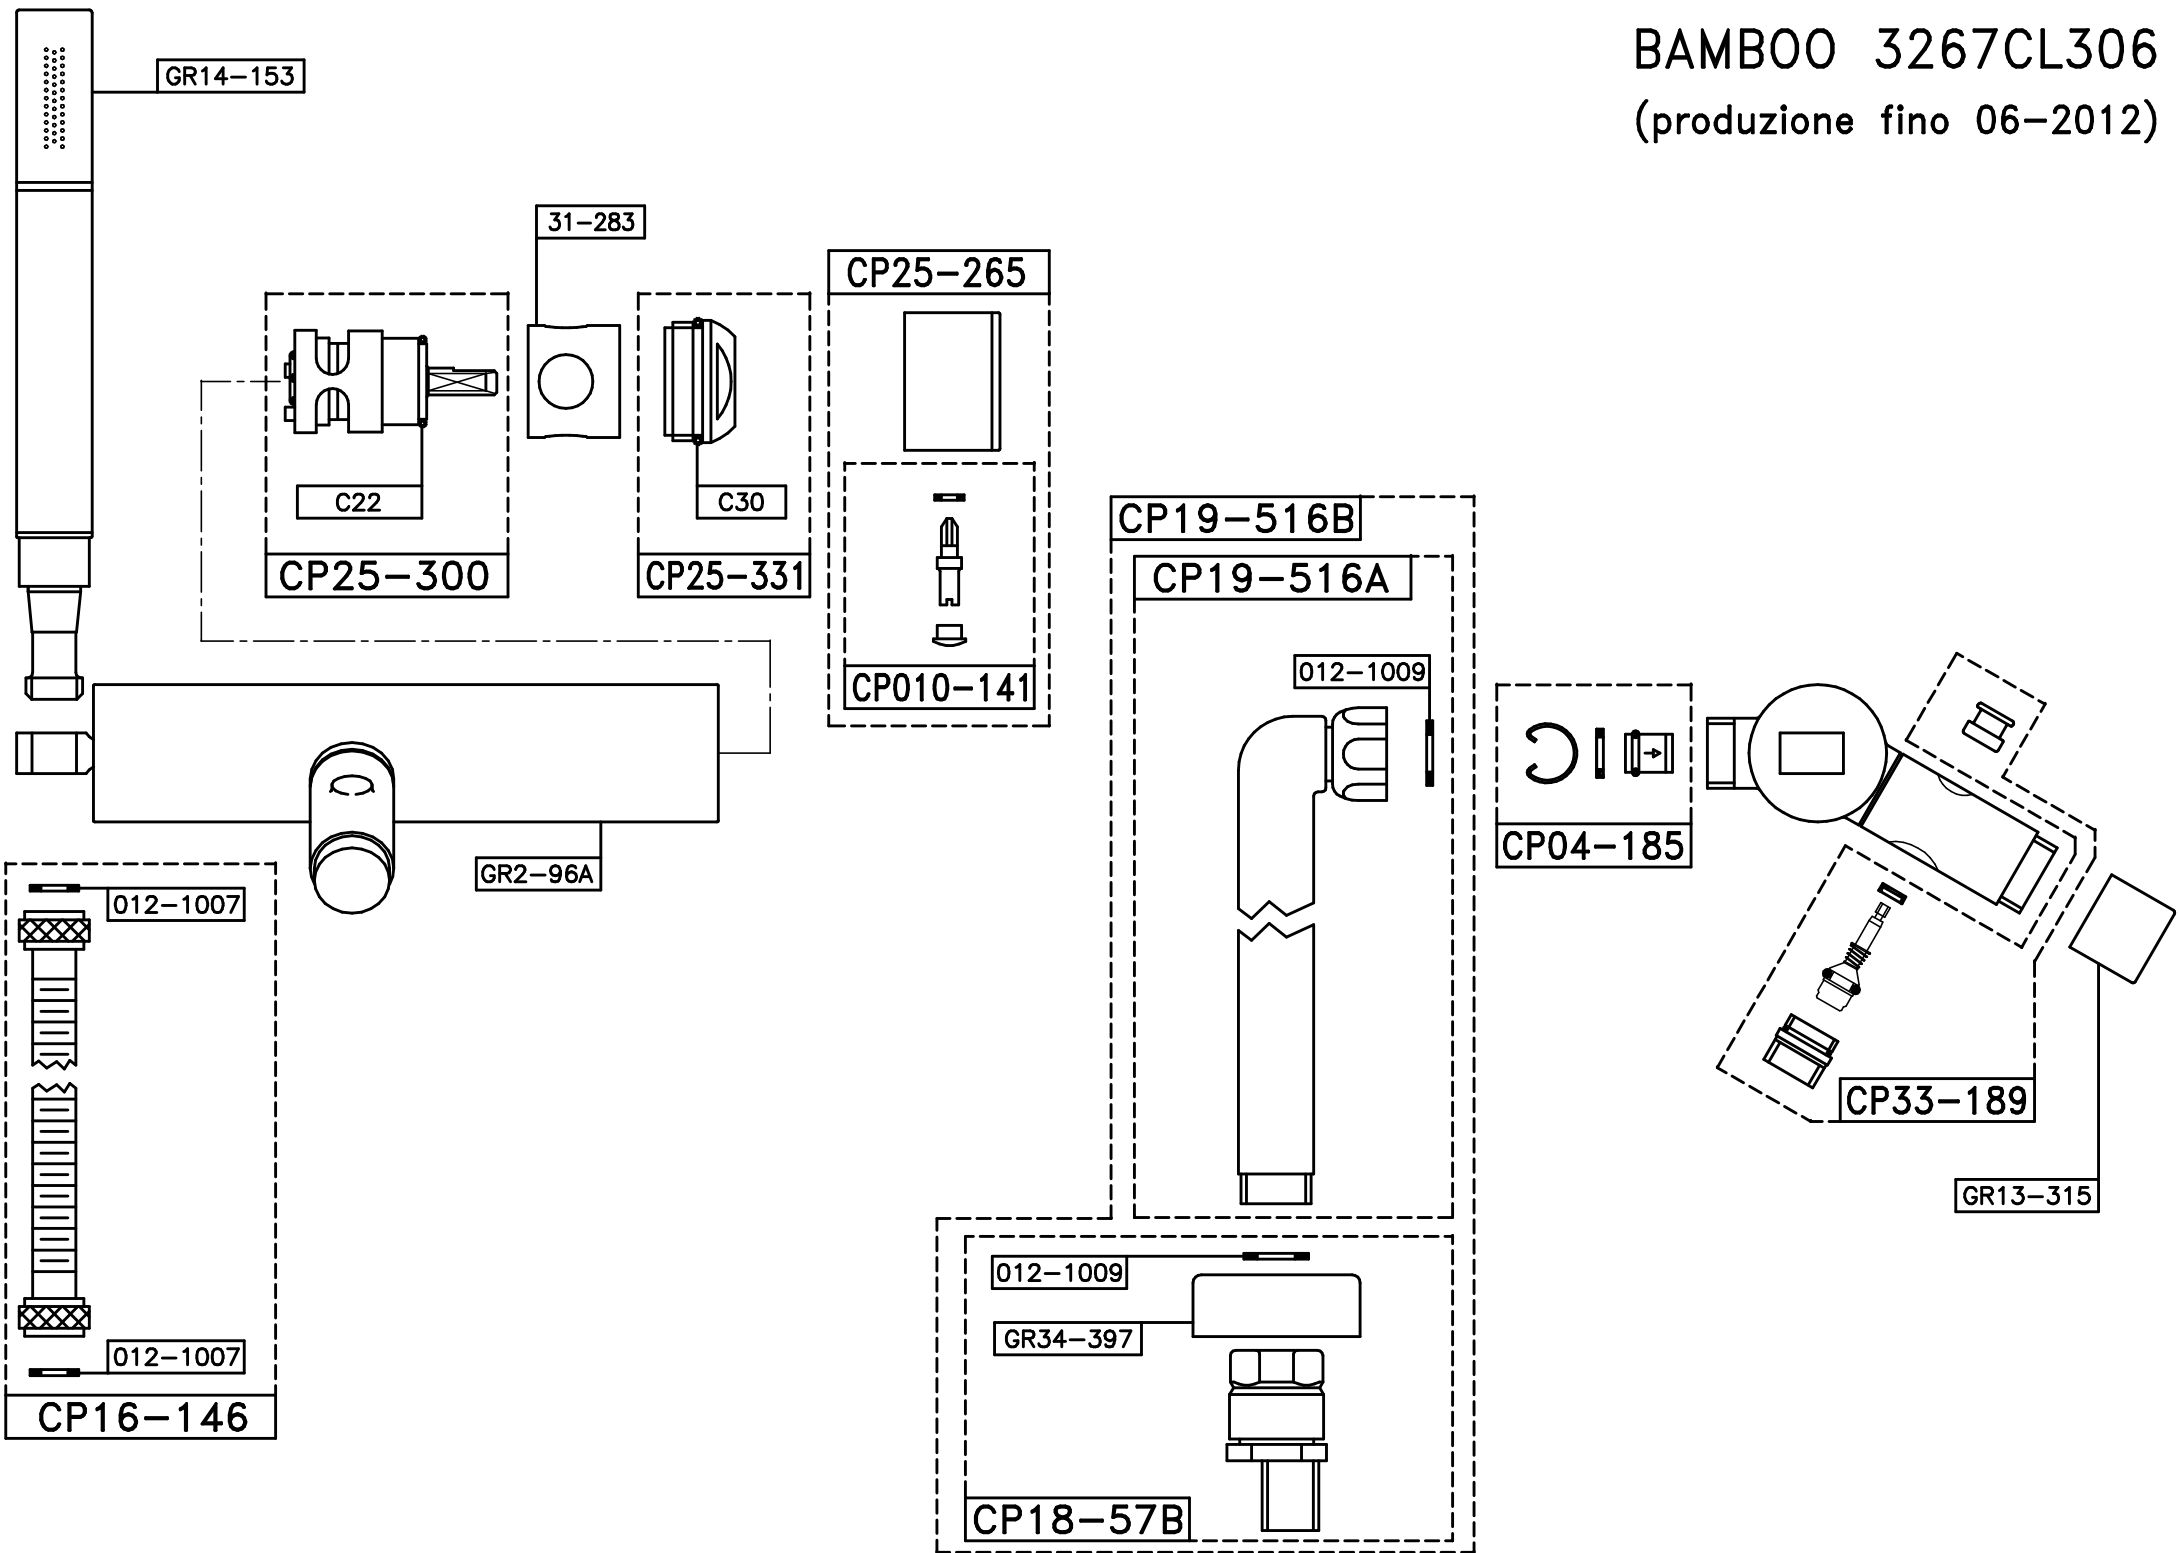 BAMBOO 3267CL306
(produzione fino 06-2012)
GR14-153
31-283
CP25-265
C22
C30
CP25-300
CP25-331
CP010-141
CP19-516B
CP19-516A
012-1009
CP04-185
GR2-96A
012-1007
CP33-189
GR13-315
012-1009
GR34-397
012-1007
CP16-146
CP18-57B